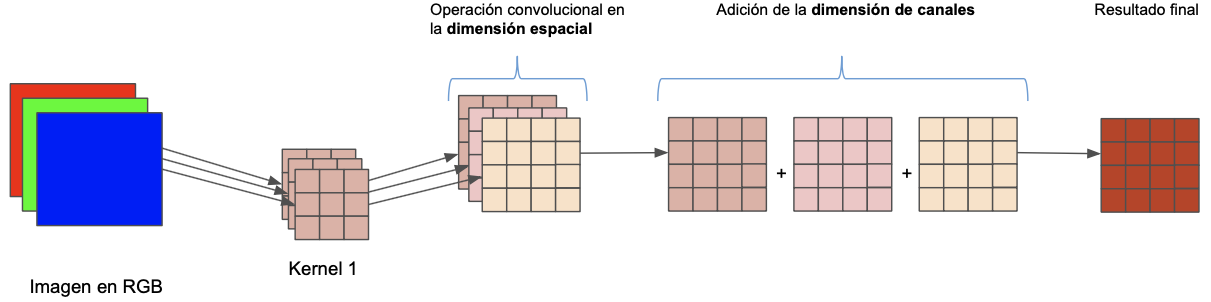 Operación convolucional en
la dimensión espacial
Adición de la dimensión de canales
Resultado final
+
+
Kernel 1
Imagen en RGB